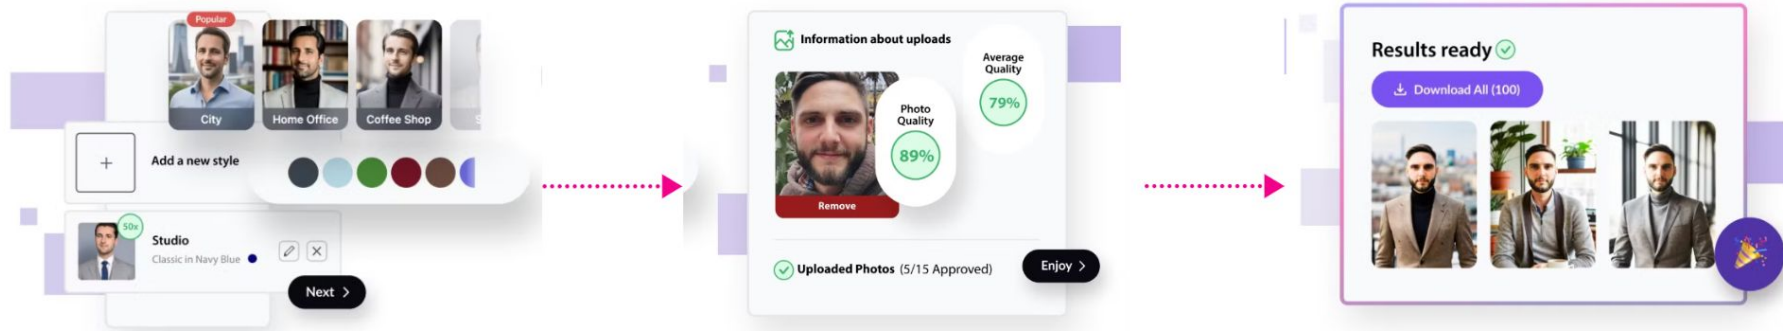 Popular
City
Home Office
Coffee Shop
S
Add a new style
50x
Studio
Classic in Navy Blue
Next
Information about uploads
Average
Quality
79%
Photo
Quality
89%
Remove
Uploaded Photos (5/15 Approved)
Enjoy
Results ready
Download All (100)